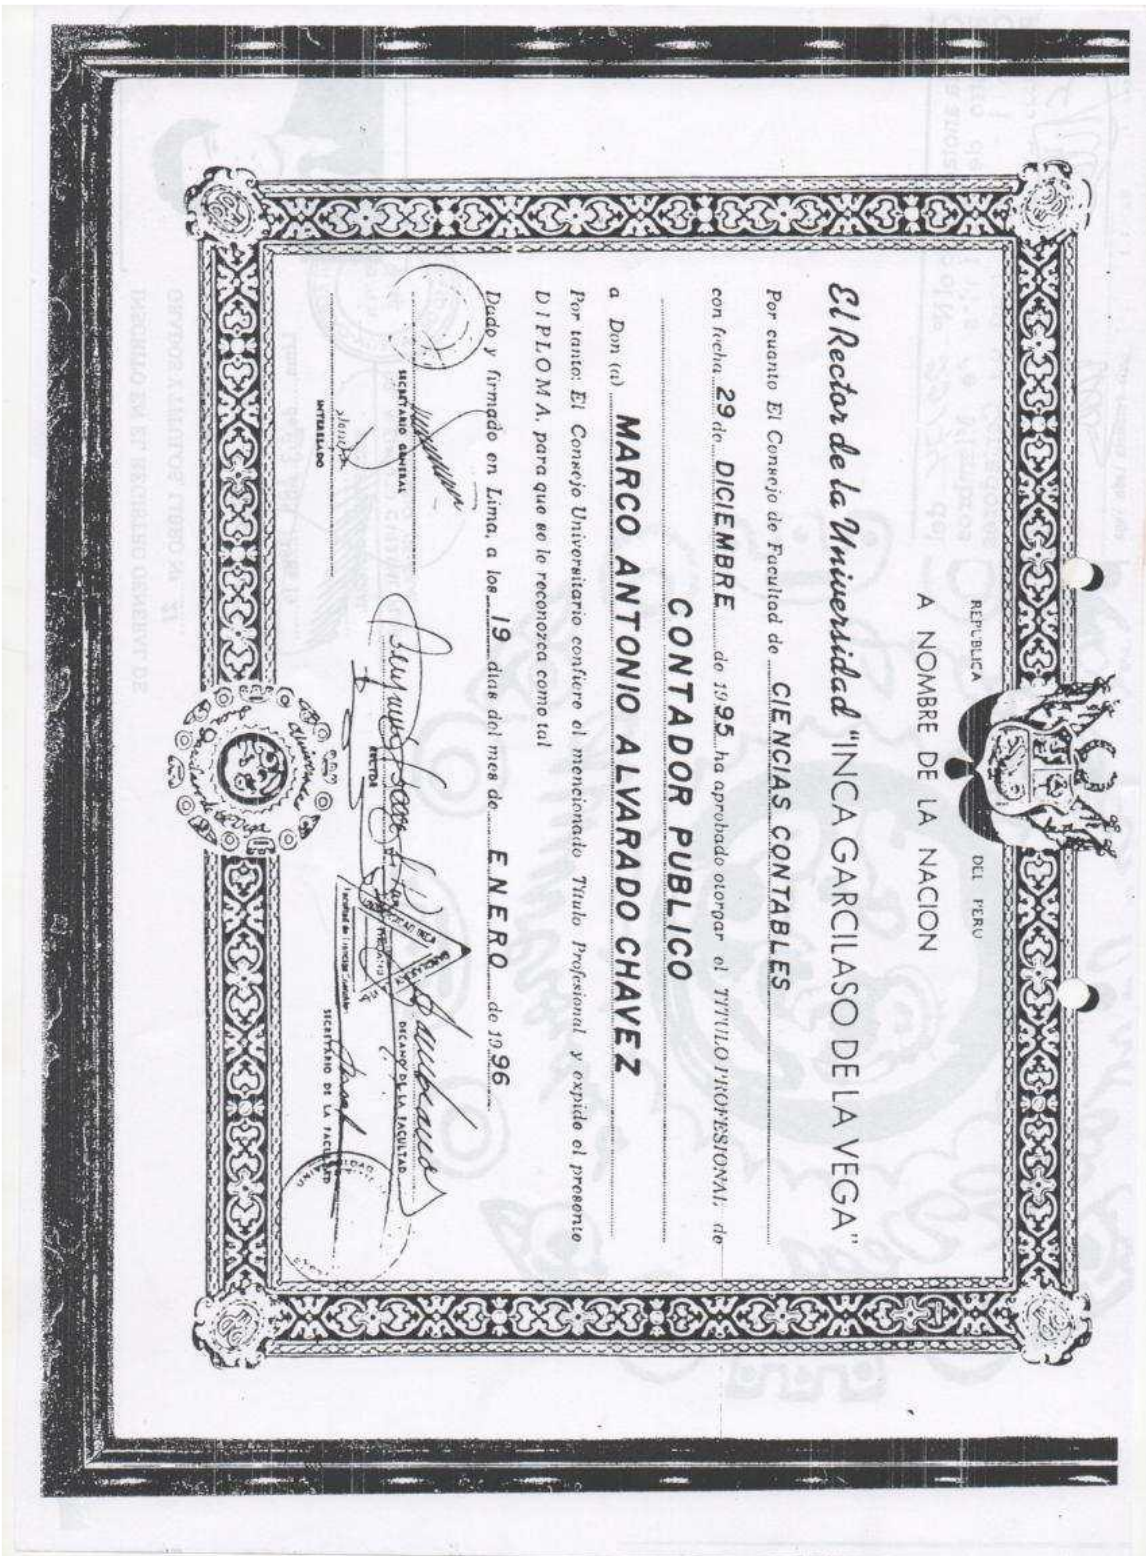 REPUBLICA DEL PERU
A NOMBRE DE LA NACION
El Rector de la Universidad "INCA GARCILASO DE LA VEGA"
Por cuanto El Consejo de Facultad de CIENCIAS CONTABLES
con fecha 29 de DICIEMBRE de 1995 ha aprobado otorgar el TITULO PROFESIONAL de
CONTADOR PUBLICO
a Don (a) MARCO ANTONIO ALVARADO CHAVEZ
Por tanto: El Consejo Universitario confiere el mencionado Título Profesional y expide el presente
DIPLOMA, para que se le reconozca como tal
Dado y firmado en Lima, a los 19 dias del mes de ENERO de 1996
SECRETARIO GENERAL
RECTOR
DECANO DE LA FACULTAD
INTERESADO
SECRETARIO DE LA FACULTAD